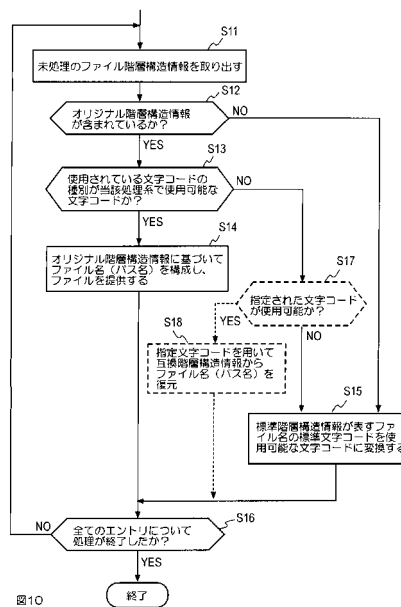 S11
未処理のファイル階層構造情報を取り出す
S12
オリジナル階層構造情報
が含まれているか？
NO
YES
S13
使用されている文字コードの
種別が当該処理系で使用可能な
文字コードか？
NO
YES
S14
オリジナル階層構造情報に基づいて
ファイル名（パス名）を構成し、
ファイルを提供する
S17
指定された文字コード
が使用可能か？
YES
NO
S18
指定文字コードを用いて
互換階層構造情報から
ファイル名（パス名）を
復元
S15
標準階層構造情報が表すファ
イル名の標準文字コードを使
用可能な文字コードに変換する
S16
全てのエントリについて
処理が終了したか？
NO
YES
終了
図10